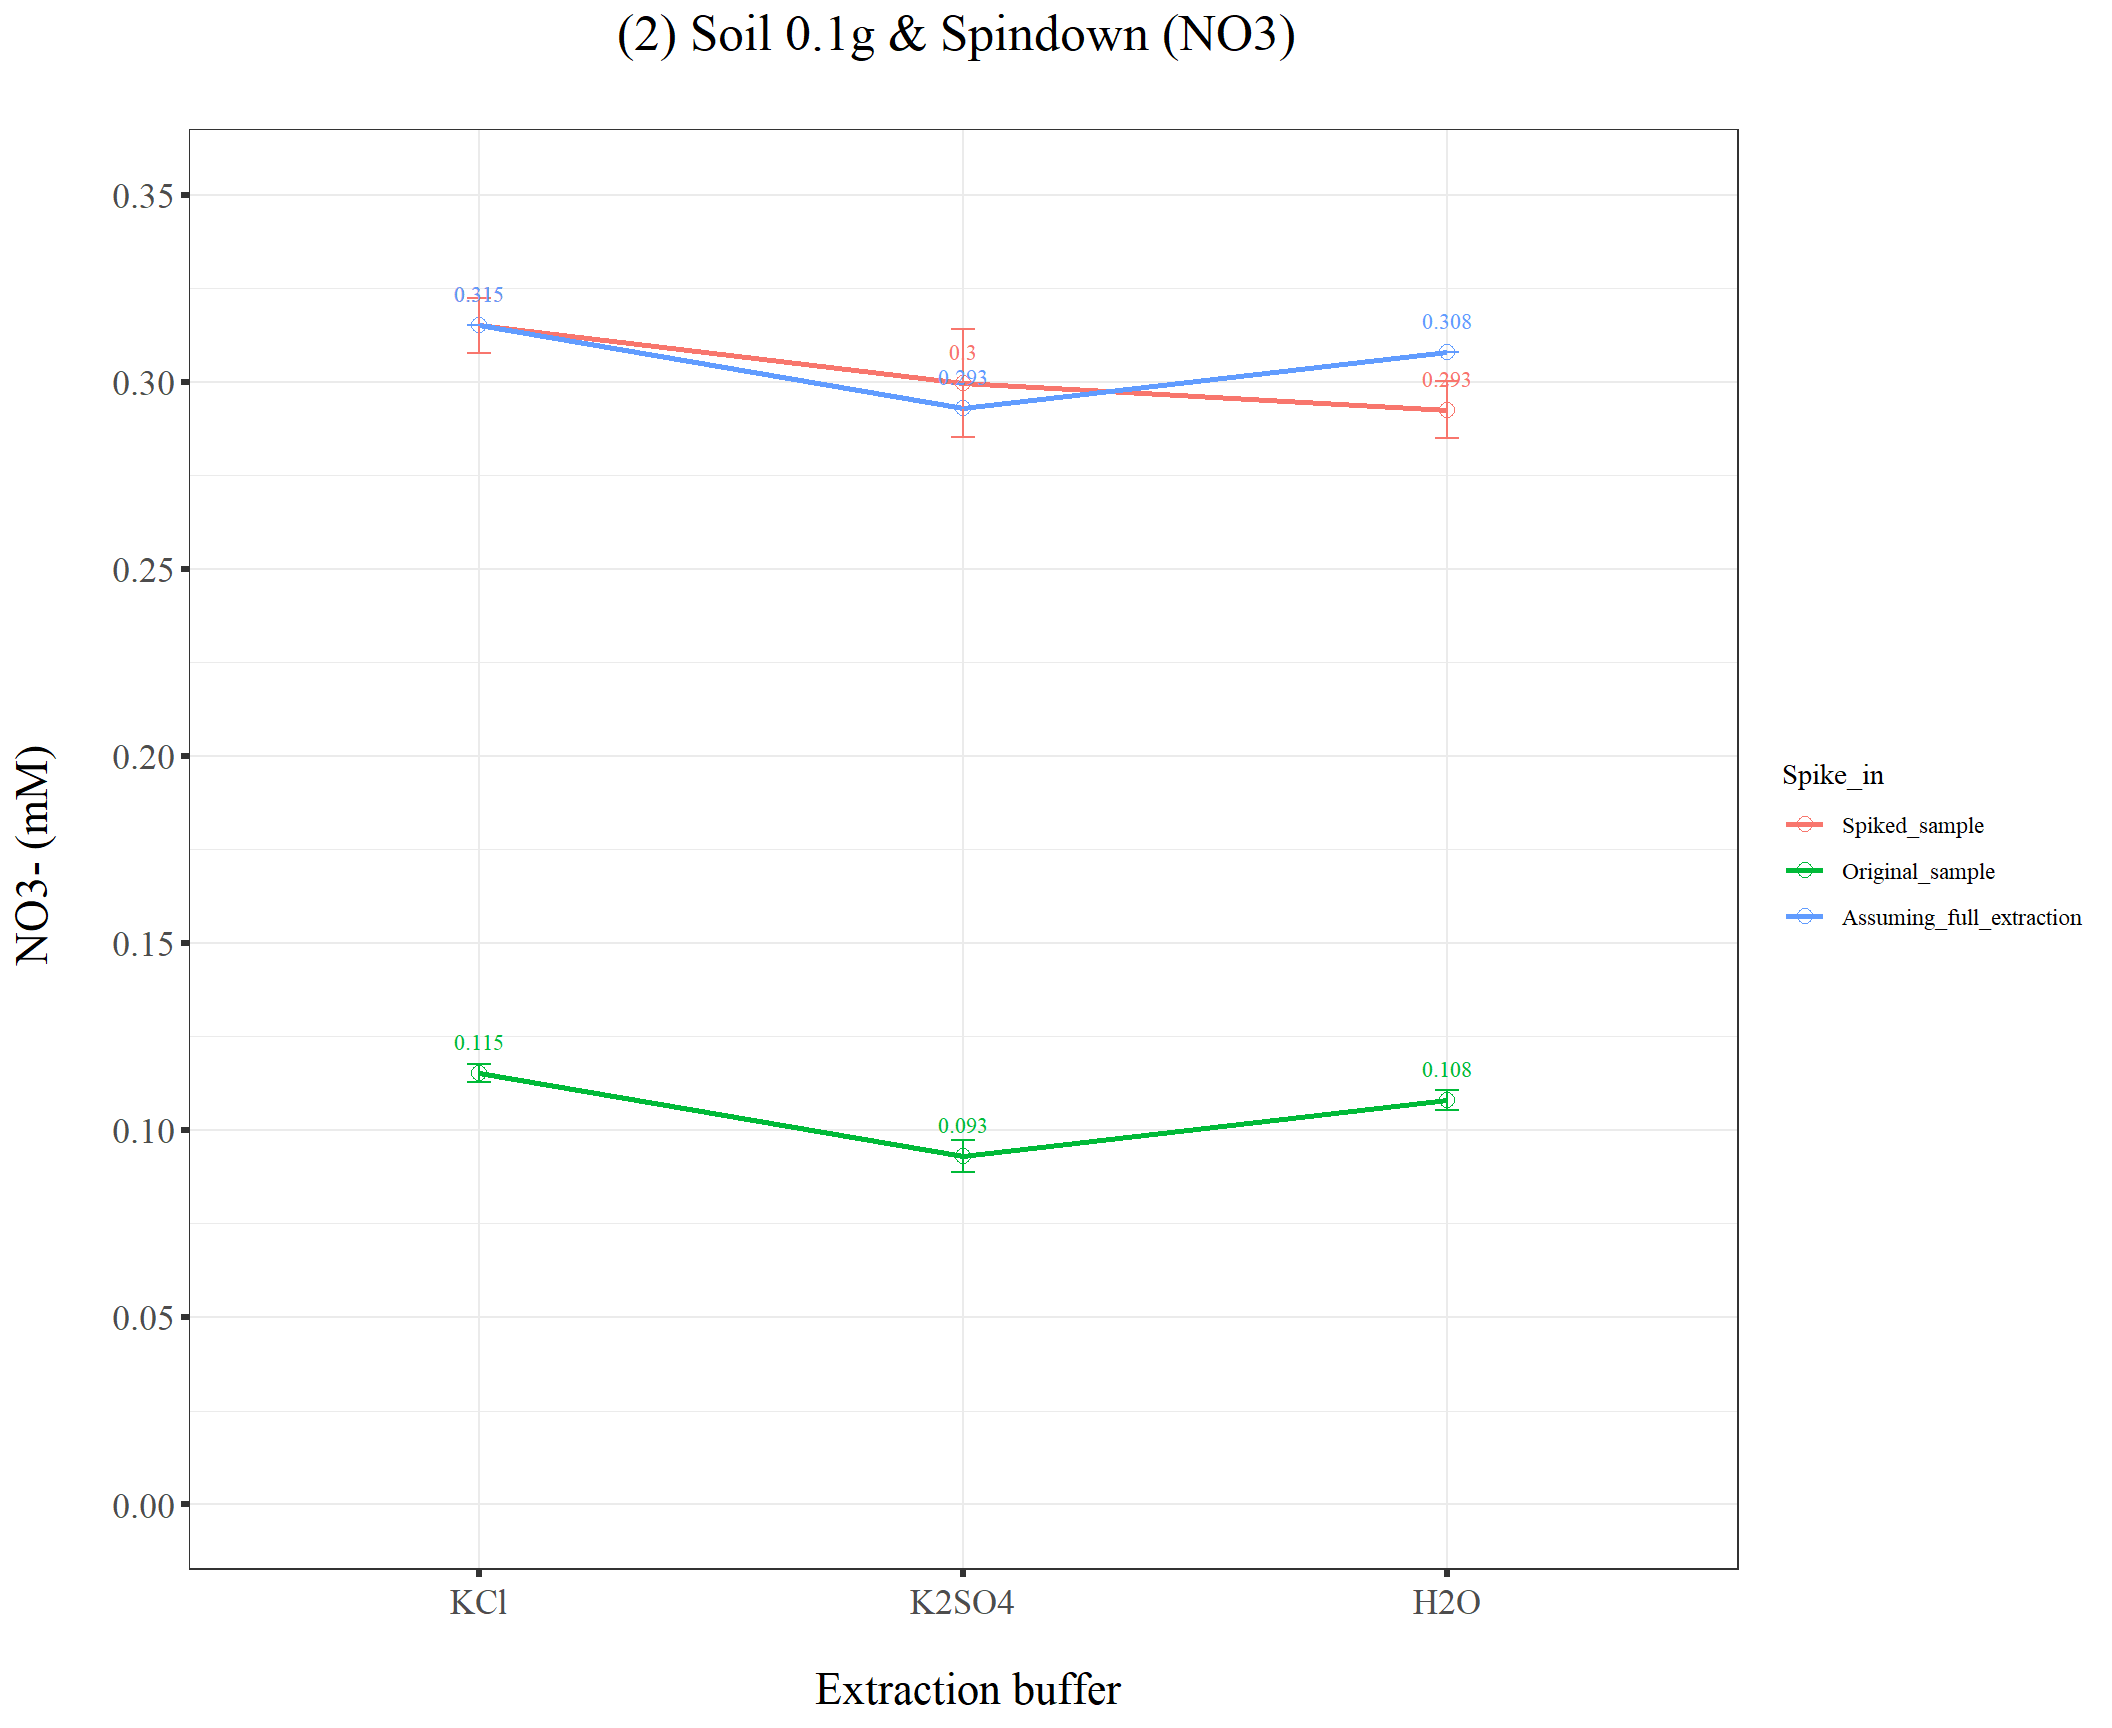 (2) Soil 0.1g & Spindown (NO3)
NO3- (mM)
0.35
0.30
0.25
0.20
0.15
0.10
0.05
0.00
0.315
0.3
0.293
0.308
0.293
0.115
0.093
0.108
KCl
K2SO4
H2O
Extraction buffer
Spike_in
Spiked_sample
Original_sample
Assuming_full_extraction